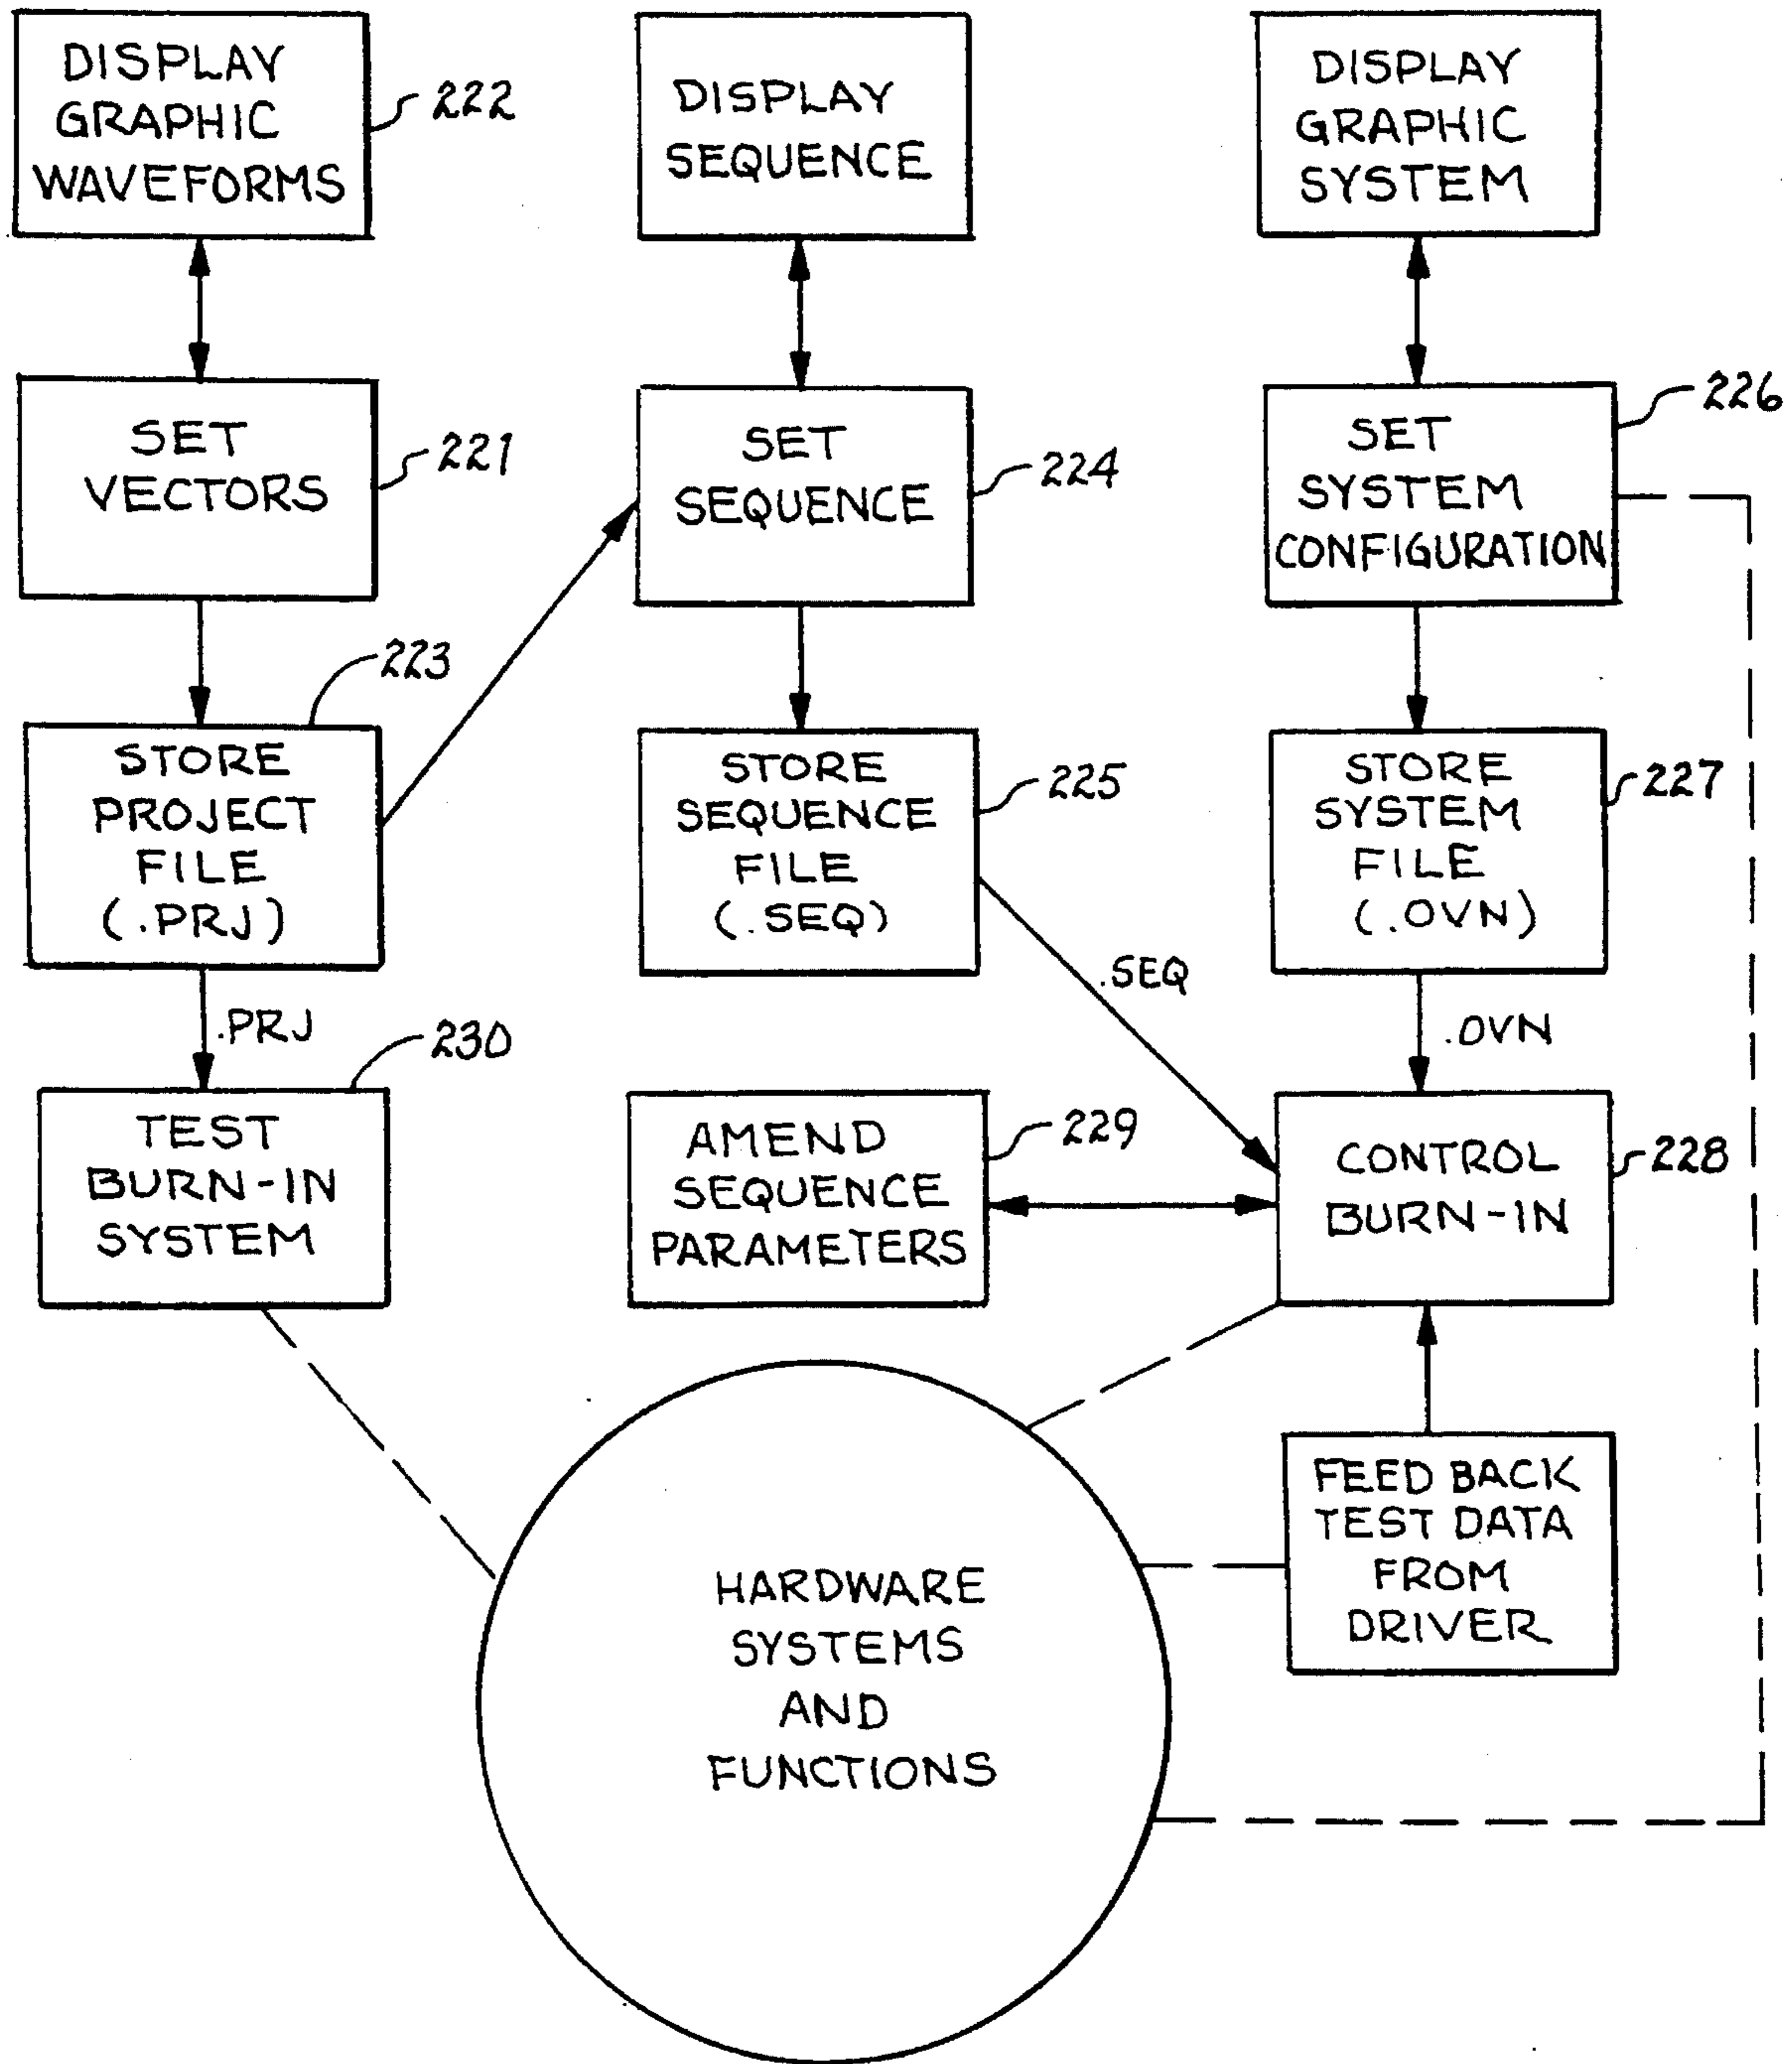 DISPLAY
GRAPHIC
WAVEFORMS
222
DISPLAY
SEQUENCE
DISPLAY
GRAPHIC
SYSTEM
SET
VECTORS
221
SET
SEQUENCE
224
SET
SYSTEM
CONFIGURATION
226
STORE
PROJECT
FILE
(.PRJ)
223
STORE
SEQUENCE
FILE
(.SEQ)
225
STORE
SYSTEM
FILE
(.OVN)
227
.PRJ
.SEQ
.OVN
TEST
BURN-IN
SYSTEM
230
AMEND
SEQUENCE
PARAMETERS
229
CONTROL
BURN-IN
228
HARDWARE
SYSTEMS
AND
FUNCTIONS
FEED BACK
TEST DATA
FROM
DRIVER